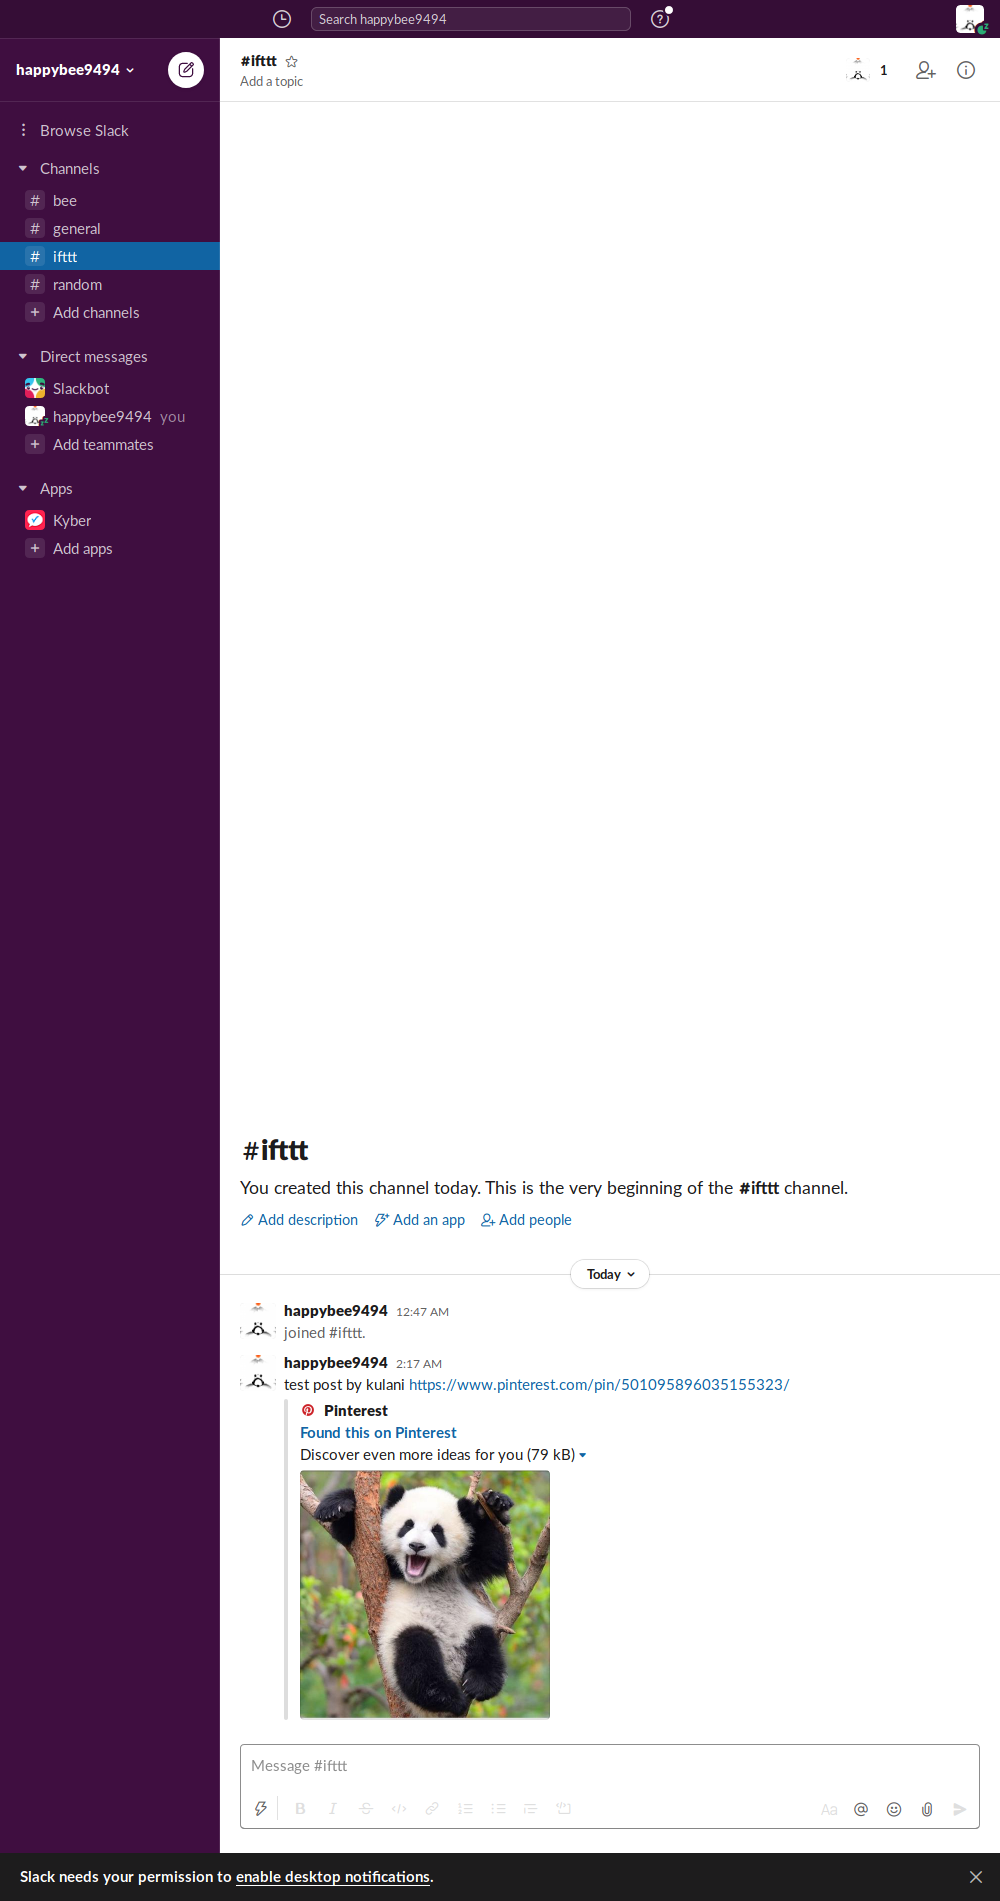 Search happybee9494
happybee9494
#ifttt
Add a topic
1
Browse Slack
Channels
# bee
# general
# ifttt
# random
+ Add channels
Direct messages
Slackbot
happybee9494 you
+ Add teammates
Apps
Kyber
+ Add apps
#ifttt
You created this channel today. This is the very beginning of the #ifttt channel.
Add description Add an app Add people
Today
happybee9494 12:47 AM
joined #ifttt.
happybee9494 2:17 AM
test post by kulani https://www.pinterest.com/pin/501095896035155323/
Pinterest
Found this on Pinterest
Discover even more ideas for you (79 kB)
Message #ifttt
B I S Aa @
Slack needs your permission to enable desktop notifications.